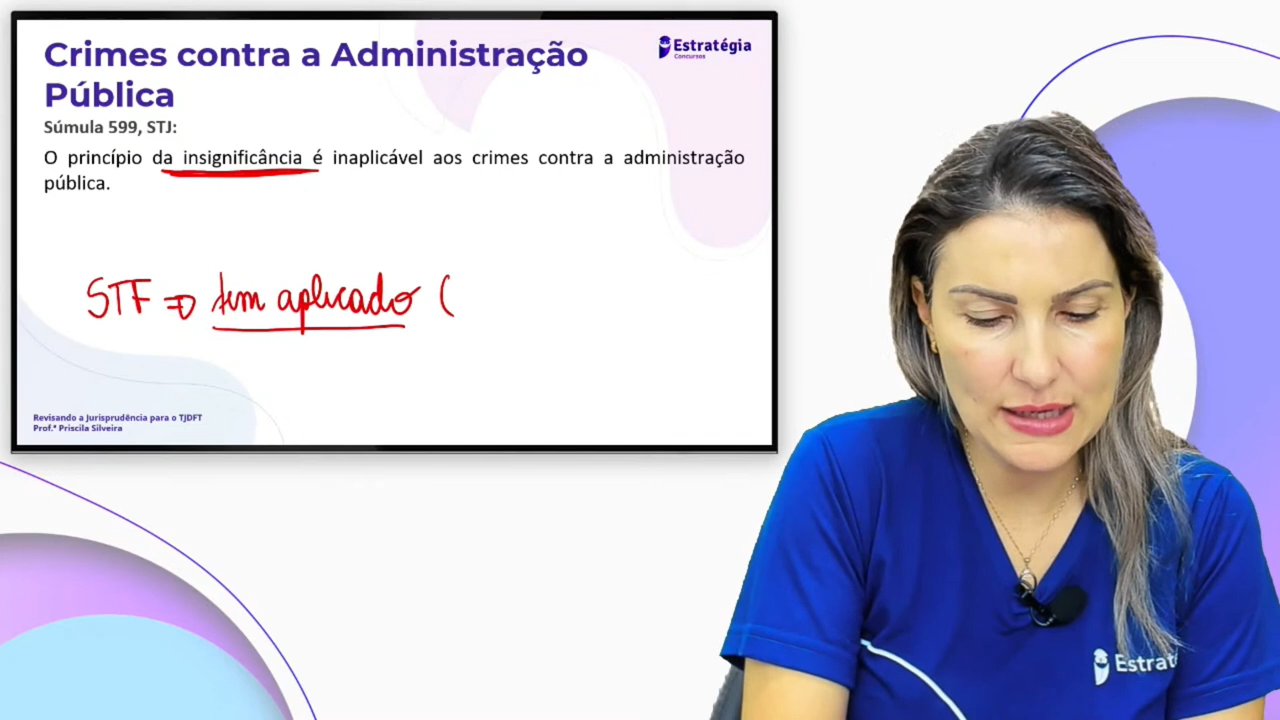 Crimes contra a Administração
Pública
Estratégia
Concursos
Súmula 599, STJ:
O princípio da insignificância é inaplicável aos crimes contra a administração
pública.
STF ⇒ tem aplicado (
Revisando a Jurisprudência para o TJDFT
Prof.ª Priscila Silveira
Estraté